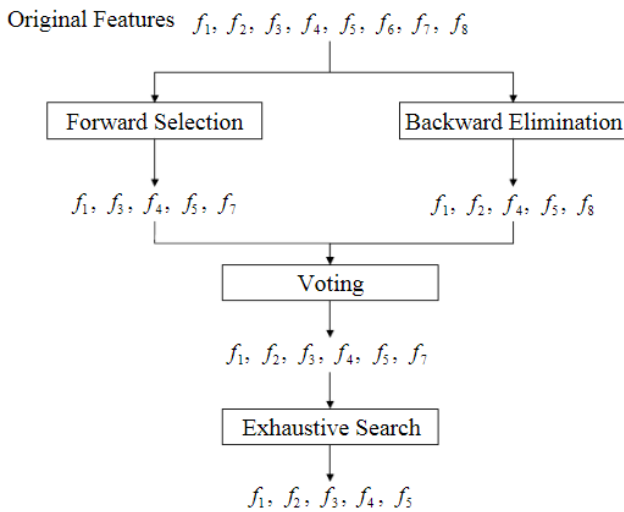 Original Features f₁, f₂, f₃, f₄, f₅, f₆, f₇, f₈
Forward Selection
Backward Elimination
f₁, f₃, f₄, f₅, f₇
f₁, f₂, f₄, f₅, f₈
Voting
f₁, f₂, f₃, f₄, f₅, f₇
Exhaustive Search
f₁, f₂, f₃, f₄, f₅